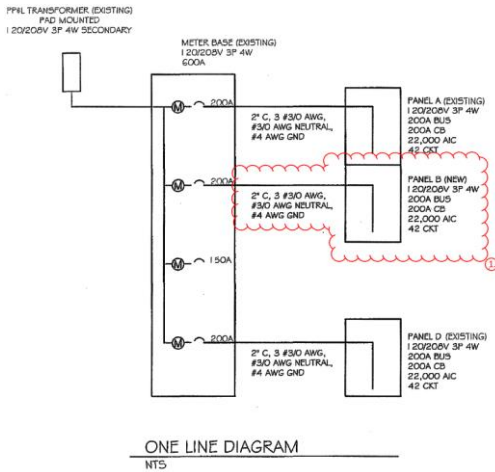 PP&L TRANSFORMER (EXISTING)
PAD MOUNTED
120/208V 3P 4W SECONDARY
METER BASE (EXISTING)
120/208V 3P 4W
600A
M
200A
2" C, 3 #3/0 AWG,
#3/0 AWG NEUTRAL,
#4 AWG GND
PANEL A (EXISTING)
120/208V 3P 4W
200A BUS
200A CB
22,000 AIC
42 CKT
M
200A
2" C, 3 #3/0 AWG,
#3/0 AWG NEUTRAL,
#4 AWG GND
PANEL B (NEW)
120/208V 3P 4W
200A BUS
200A CB
22,000 AIC
42 CKT
1
M
150A
M
200A
2" C, 3 #3/0 AWG,
#3/0 AWG NEUTRAL,
#4 AWG GND
PANEL D (EXISTING)
120/208V 3P 4W
200A BUS
200A CB
22,000 AIC
42 CKT
ONE LINE DIAGRAM
NTS